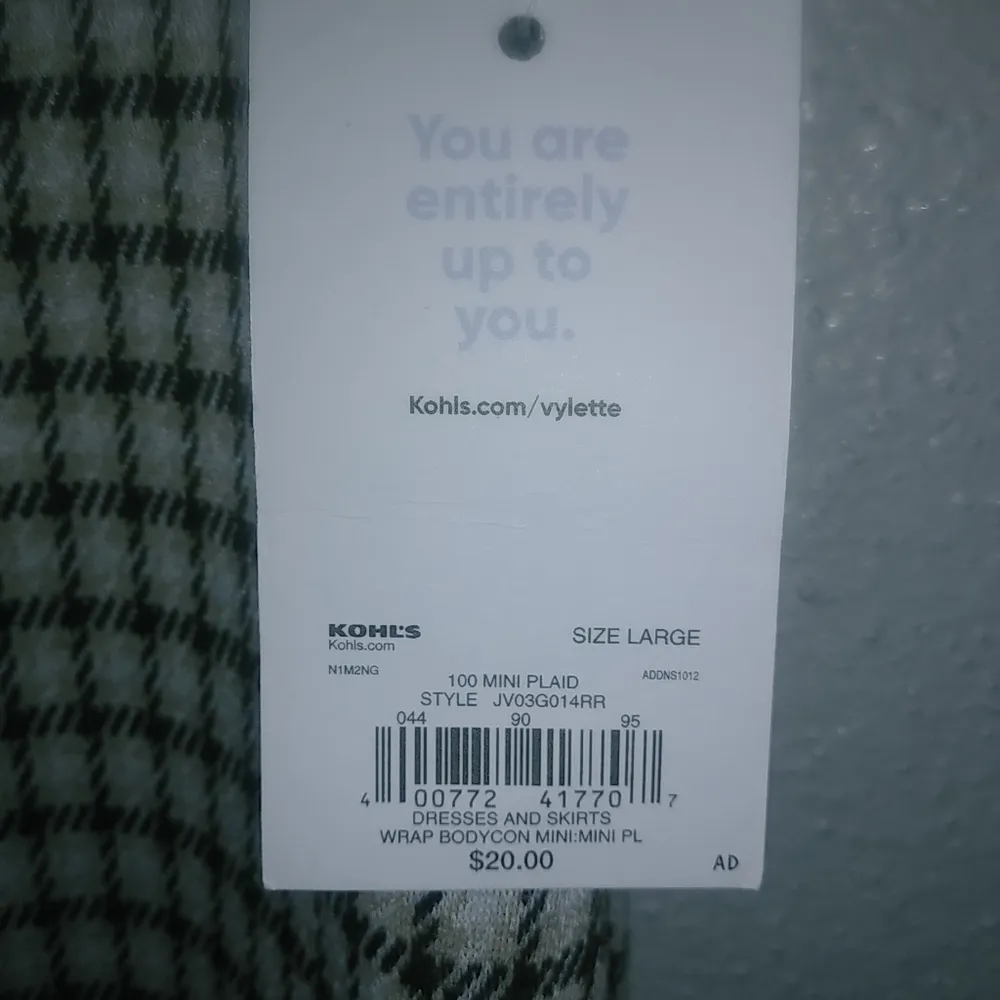 You are
entirely
up to
you.
Kohls.com/vylette
KOHL'S
Kohls.com
SIZE LARGE
N1M2NG
ADDNS1012
100 MINI PLAID
STYLE JV03G014RR
044 90 95
4 00772 41770 7
DRESSES AND SKIRTS
WRAP BODYCON MINI:MINI PL
$20.00
AD